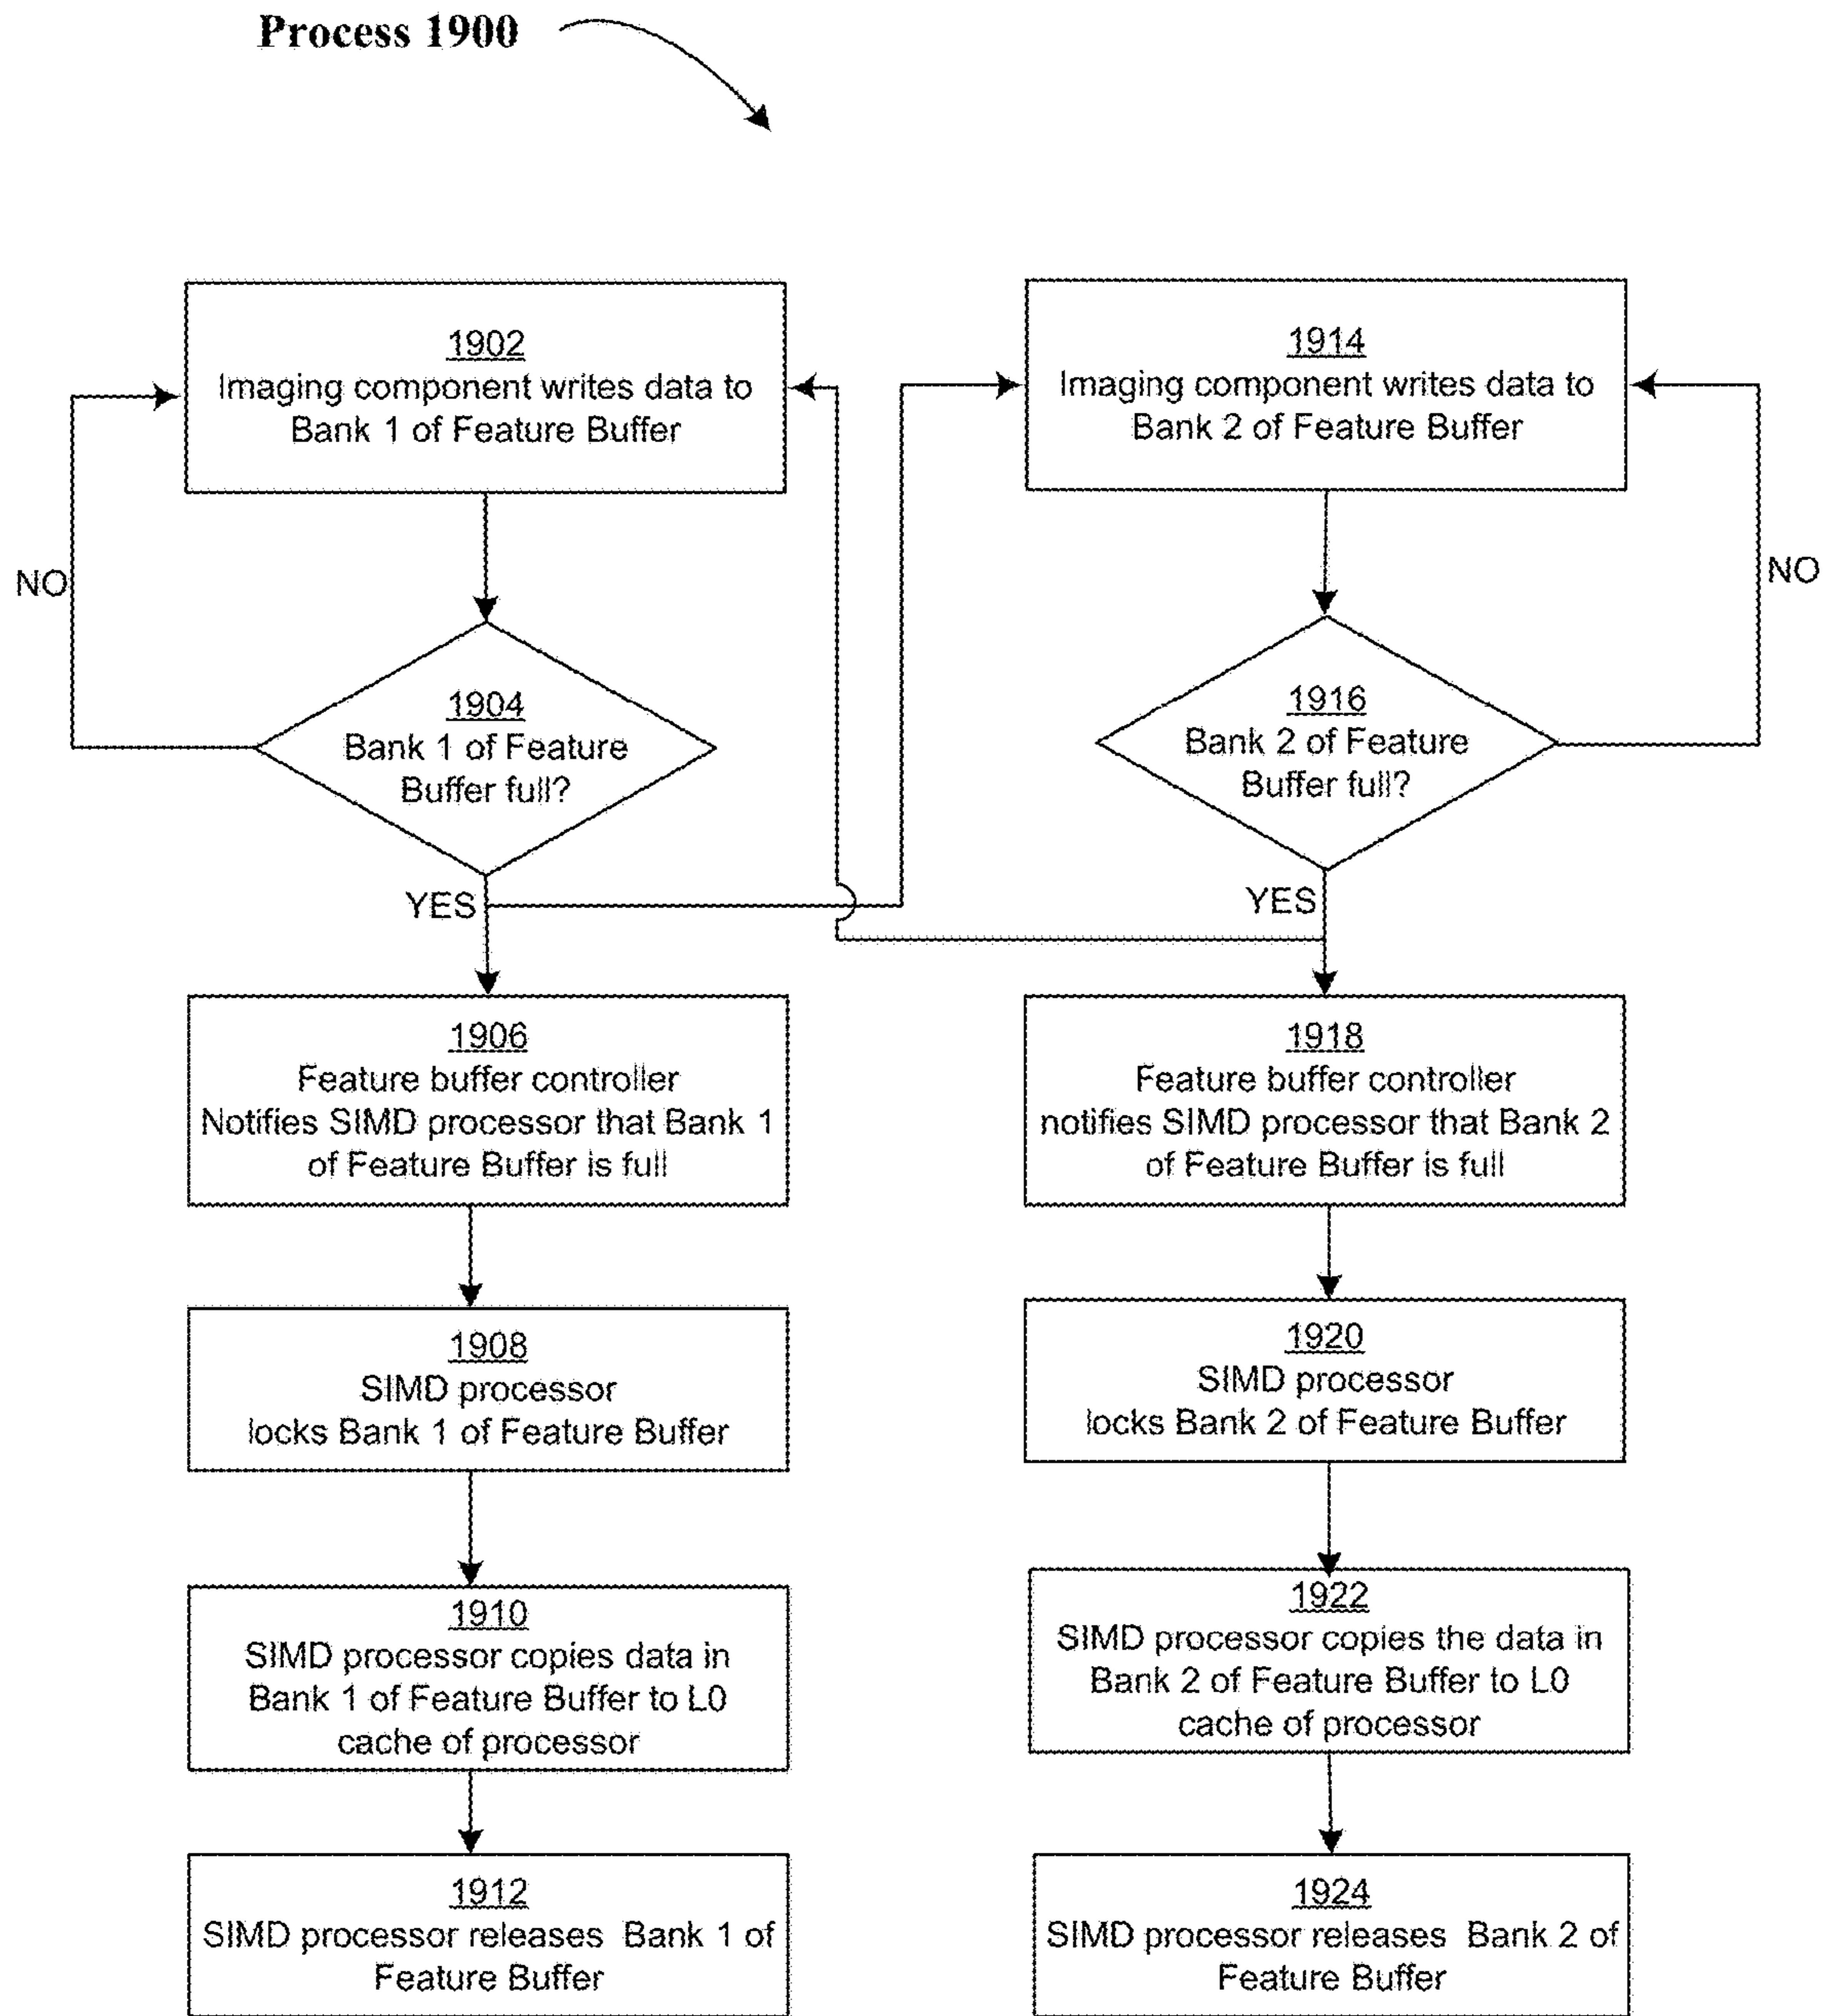 Process 1900
1902
Imaging component writes data to
Bank 1 of Feature Buffer
1914
Imaging component writes data to
Bank 2 of Feature Buffer
NO
NO
1904
Bank 1 of Feature
Buffer full?
1916
Bank 2 of Feature
Buffer full?
YES
YES
1906
Feature buffer controller
Notifies SIMD processor that Bank 1
of Feature Buffer is full
1918
Feature buffer controller
notifies SIMD processor that Bank 2
of Feature Buffer is full
1908
SIMD processor
locks Bank 1 of Feature Buffer
1920
SIMD processor
locks Bank 2 of Feature Buffer
1910
SIMD processor copies data in
Bank 1 of Feature Buffer to L0
cache of processor
1922
SIMD processor copies the data in
Bank 2 of Feature Buffer to L0
cache of processor
1912
SIMD processor releases Bank 1 of
Feature Buffer
1924
SIMD processor releases Bank 2 of
Feature Buffer